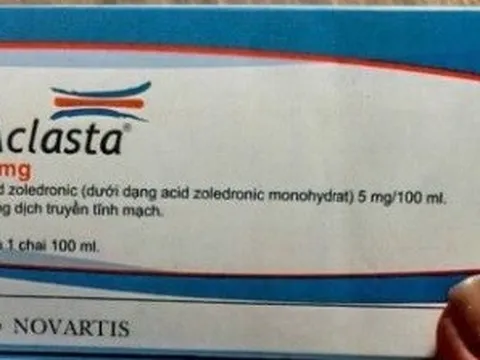 Aclasta®
mg
zoledronic (dưới dạng acid zoledronic monohydrat) 5 mg/100 ml.
dịch truyền tĩnh mạch.
1 chai 100 ml.
NOVARTIS